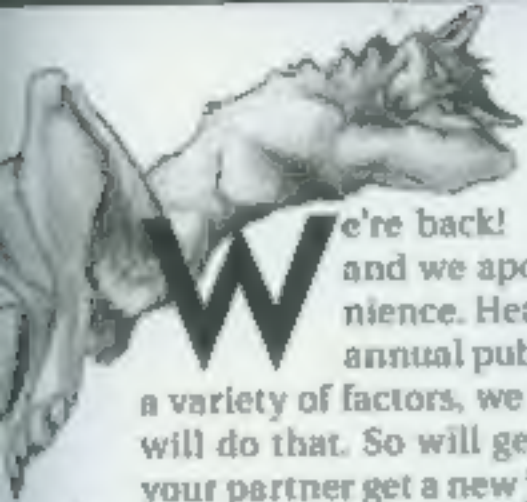 We're back!
and we apo
nience. Hea
annual pub
a variety of factors, we
will do that. So will ge
your partner get a new